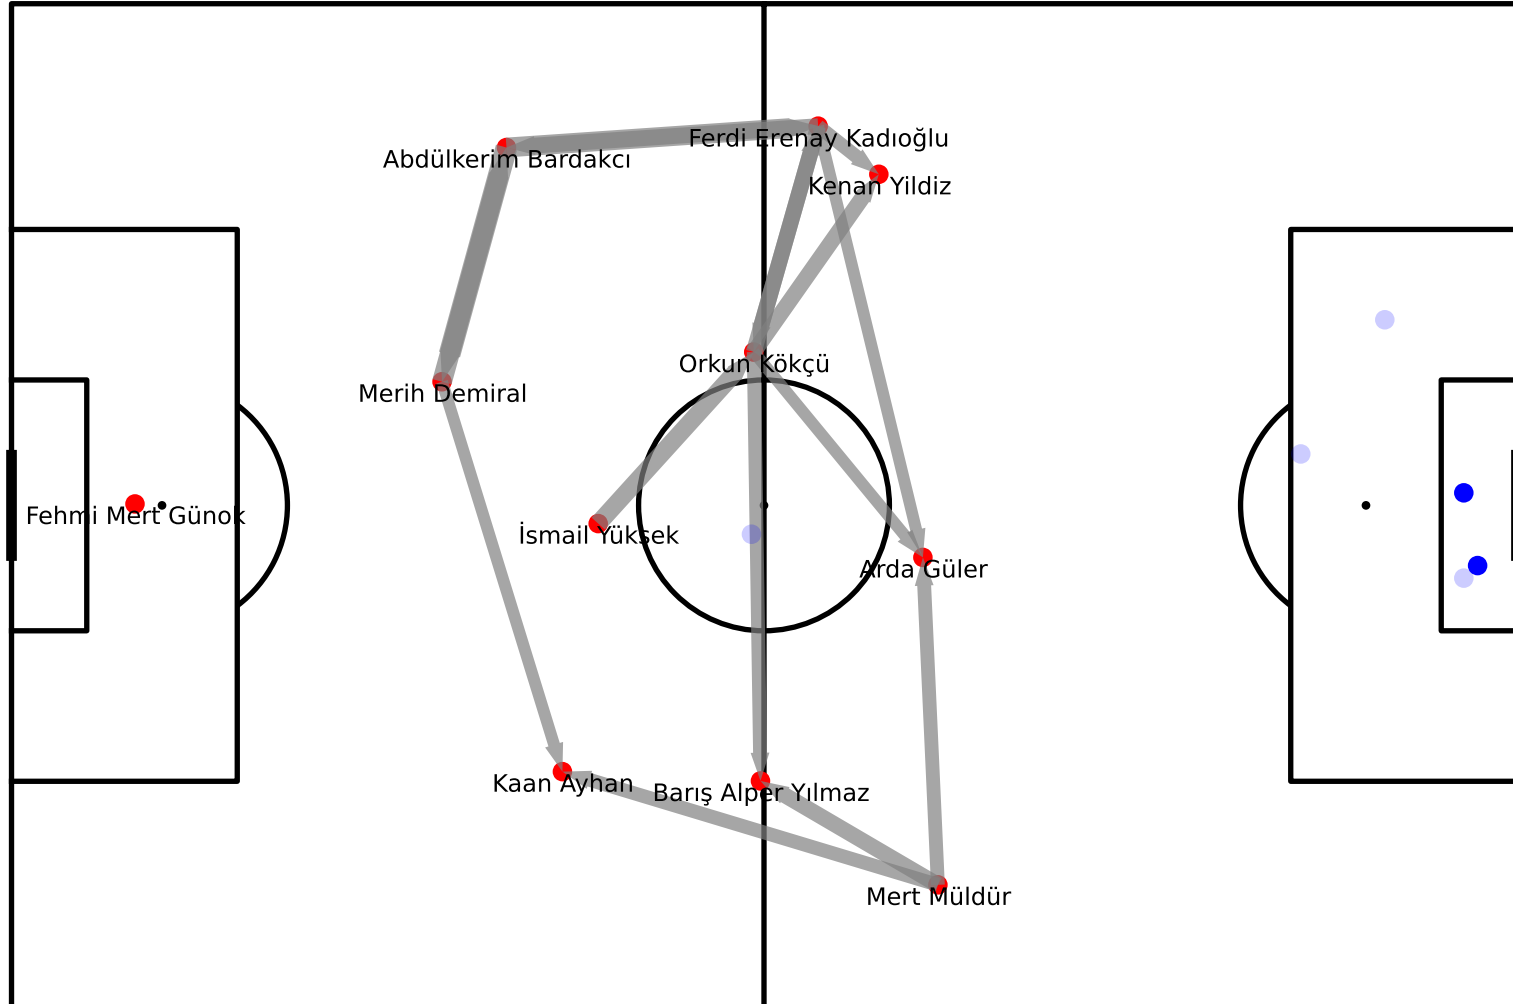 Ferdi Erenay Kadıoğlu
Abdülkerim Bardakcı
Kenan Yildiz
Orkun Kökçü
Merih Demiral
Fehmi Mert Günok
İsmail Yüksek
Arda Güler
Kaan Ayhan
Barış Alper Yılmaz
Mert Müldür